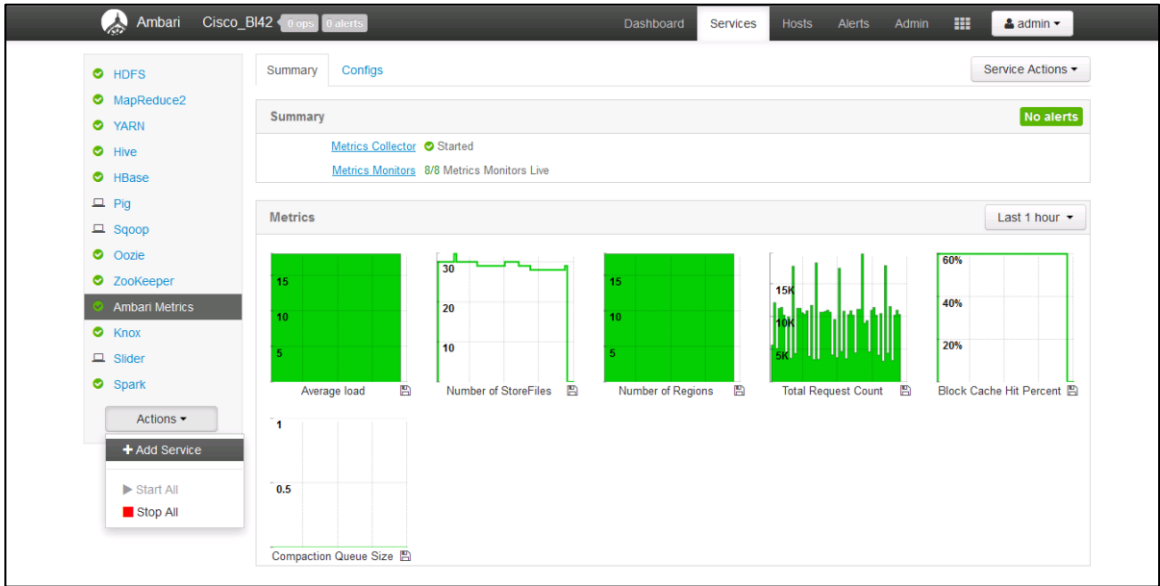 Ambari Cisco_BI42 0 ops 0 alerts Dashboard Services Hosts Alerts Admin admin
HDFS
MapReduce2
YARN
Hive
HBase
Pig
Sqoop
Oozie
ZooKeeper
Ambari Metrics
Knox
Slider
Spark
Actions
Add Service
Start All
Stop All
Summary Configs Service Actions
Summary No alerts
Metrics Collector Started
Metrics Monitors 8/8 Metrics Monitors Live
Metrics Last 1 hour
15
10
5
Average load
30
20
10
Number of StoreFiles
15
10
5
Number of Regions
15K
10K
5K
Total Request Count
60%
40%
20%
Block Cache Hit Percent
1
0.5
Compaction Queue Size